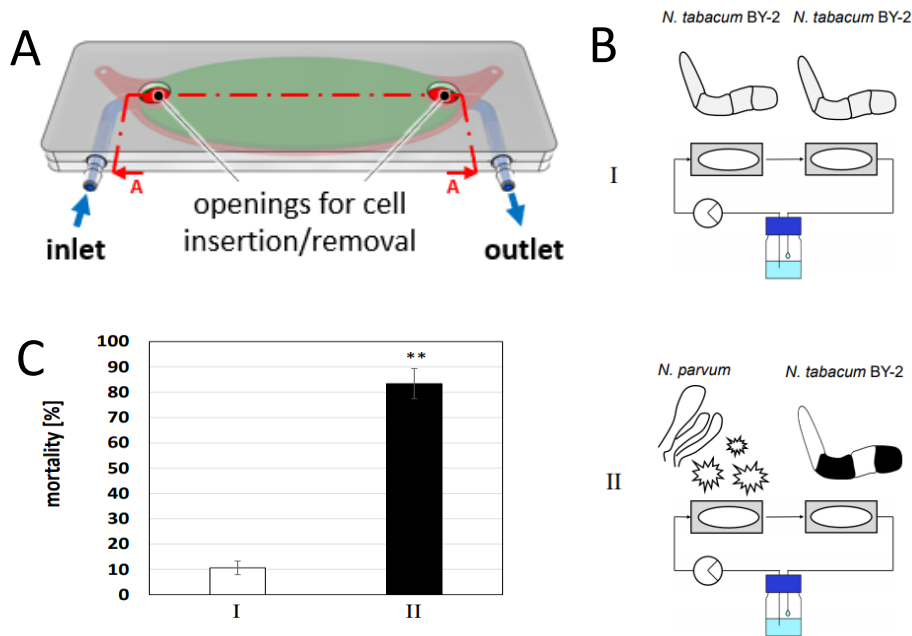 A
A
A
openings for cell
insertion/removal
inlet
outlet
B
N. tabacum BY-2
N. tabacum BY-2
I
N. parvum
N. tabacum BY-2
II
C
mortality [%]
100
90
80
70
60
50
40
30
20
10
0
**
I
II